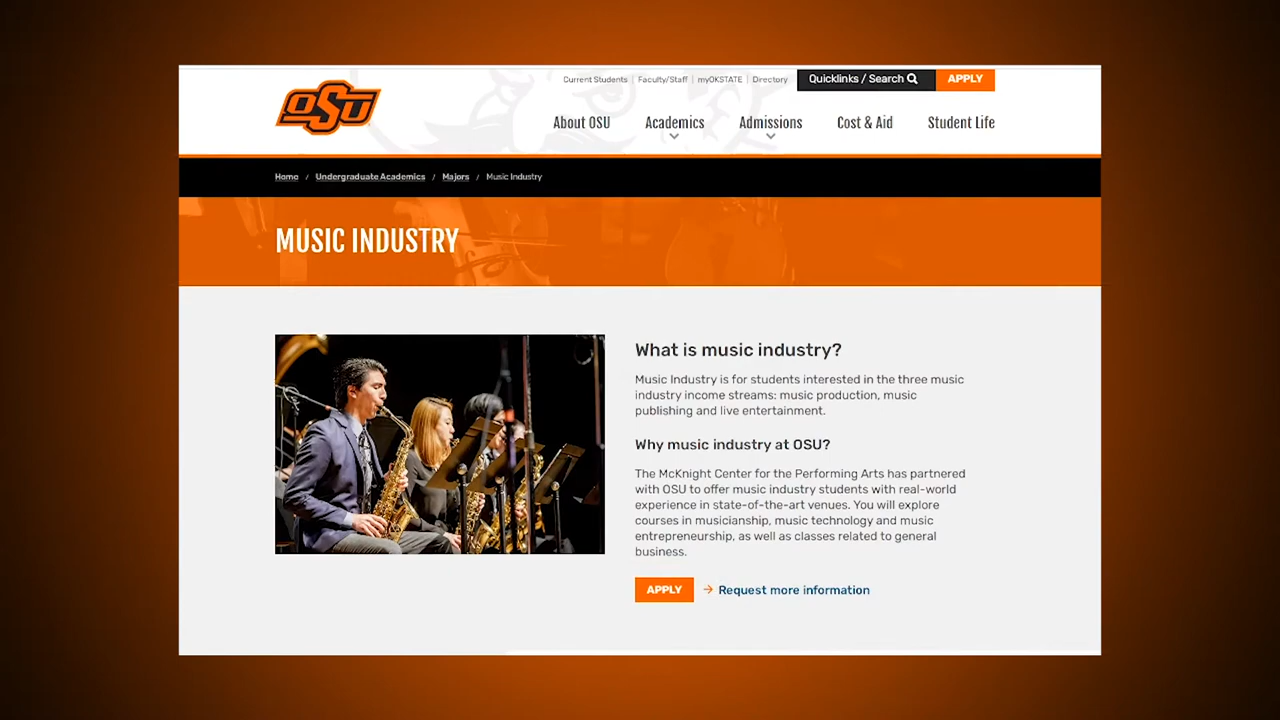 OSU
Current Students | Faculty/Staff | myOKSTATE | Directory
Quicklinks / Search
APPLY
About OSU
Academics
Admissions
Cost & Aid
Student Life
Home / Undergraduate Academics / Majors / Music Industry
MUSIC INDUSTRY
What is music industry?
Music Industry is for students interested in the three music
industry income streams: music production, music
publishing and live entertainment.
Why music industry at OSU?
The McKnight Center for the Performing Arts has partnered
with OSU to offer music industry students with real-world
experience in state-of-the-art venues. You will explore
courses in musicianship, music technology and music
entrepreneurship, as well as classes related to general
business.
APPLY
Request more information